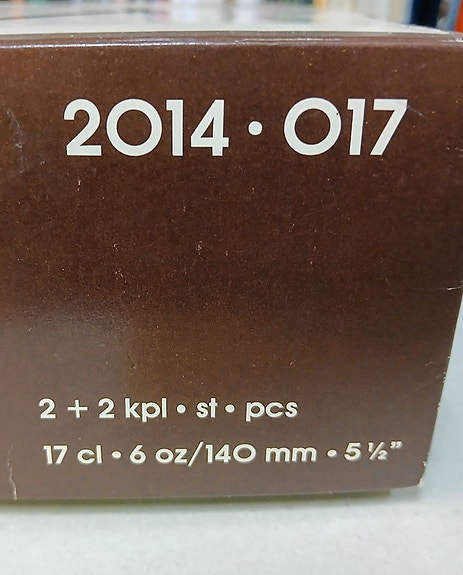 2014 • 017
2 + 2 kpl • st • pcs
17 cl • 6 oz/140 mm • 5 ½”